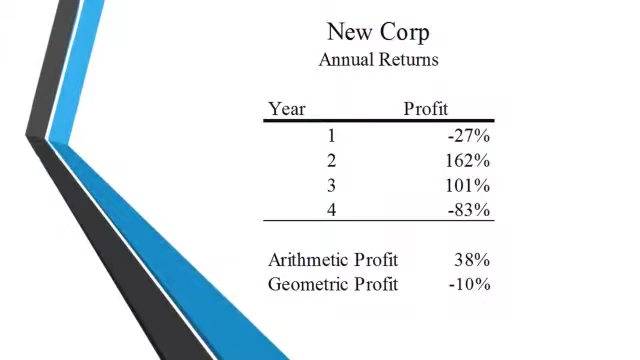 New Corp
Annual Returns
Year Profit
1 -27%
2 162%
3 101%
4 -83%
Arithmetic Profit 38%
Geometric Profit -10%